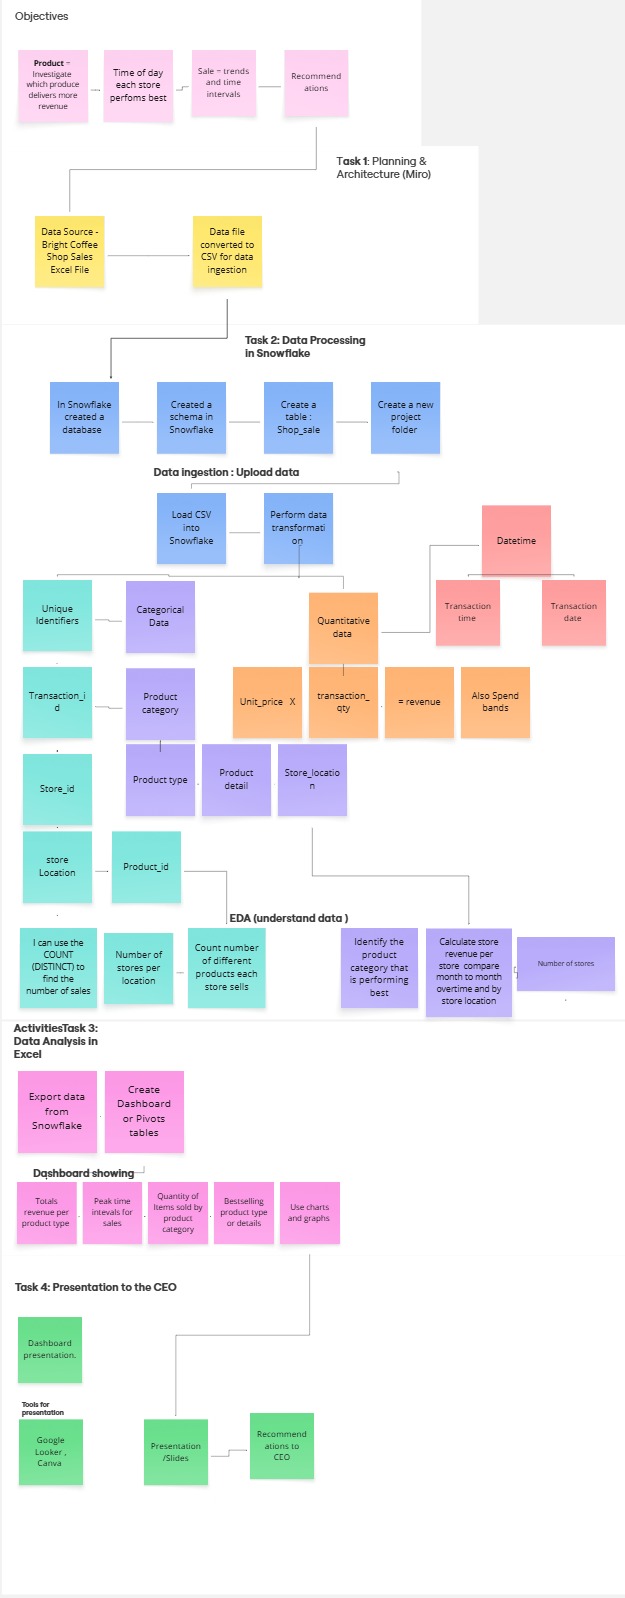 Objectives
Product –
Investigate
which produce
delivers more
revenue
Time of day
each store
perfoms best
Sale – trends
and time
intervals
Recommend
ations
Task 1: Planning &
Architecture (Miro)
Data Source -
Bright Coffee
Shop Sales
Excel File
Data file
converted to
CSV for data
ingestion
Task 2: Data Processing
in Snowflake
In Snowflake
created a
database
Created a
schema in
Snowflake
Create a
table :
Shop_sale
Create a new
project
folder
Data ingestion : Upload data
Load CSV
into
Snowflake
Perform data
transformati
on
Datetime
Transaction
time
Transaction
date
Unique
Identifiers
Categorical
Data
Quantitative
data
Transaction_i
d
Product
category
Unit_price X
transaction_
qty
= revenue
Also Spend
bands
Store_id
Product type
Product
detail
Store_locatio
n
store
Location
Product_id
EDA (understand data )
I can use the
COUNT
(DISTINCT) to
find the
number of sales
Number of
stores per
location
Count number
of different
products each
store sells
Identify the
product
category that
is performing
best
Calculate store
revenue per
store compare
month to month
overtime and by
store location
Number of stores
ActivitiesTask 3:
Data Analysis in
Excel
Export data
from
Snowflake
Create
Dashboard
or Pivots
tables
Dashboard showing
Totals
revenue per
product type
Peak time
intevals for
sales
Quantity of
Items sold by
product
category
Bestselling
product type
or details
Use charts
and graphs
Task 4: Presentation to the CEO
Dashboard
presentation.
Tools for
presentation
Google
Looker ,
Canva
Presentation
/Slides
Recommend
ations to
CEO